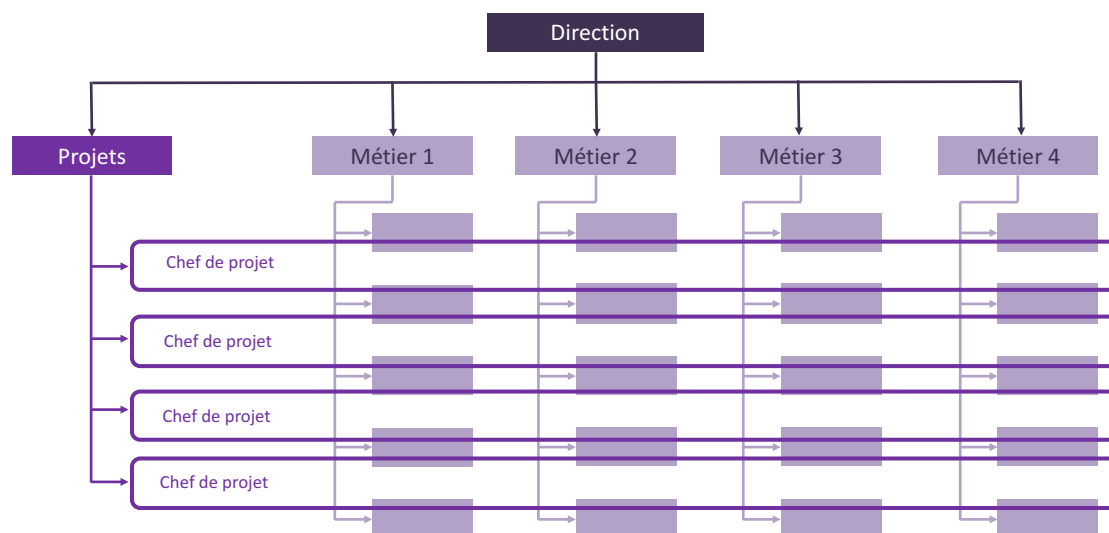 Direction
Projets
Métier 1
Métier 2
Métier 3
Métier 4
Chef de projet
Chef de projet
Chef de projet
Chef de projet